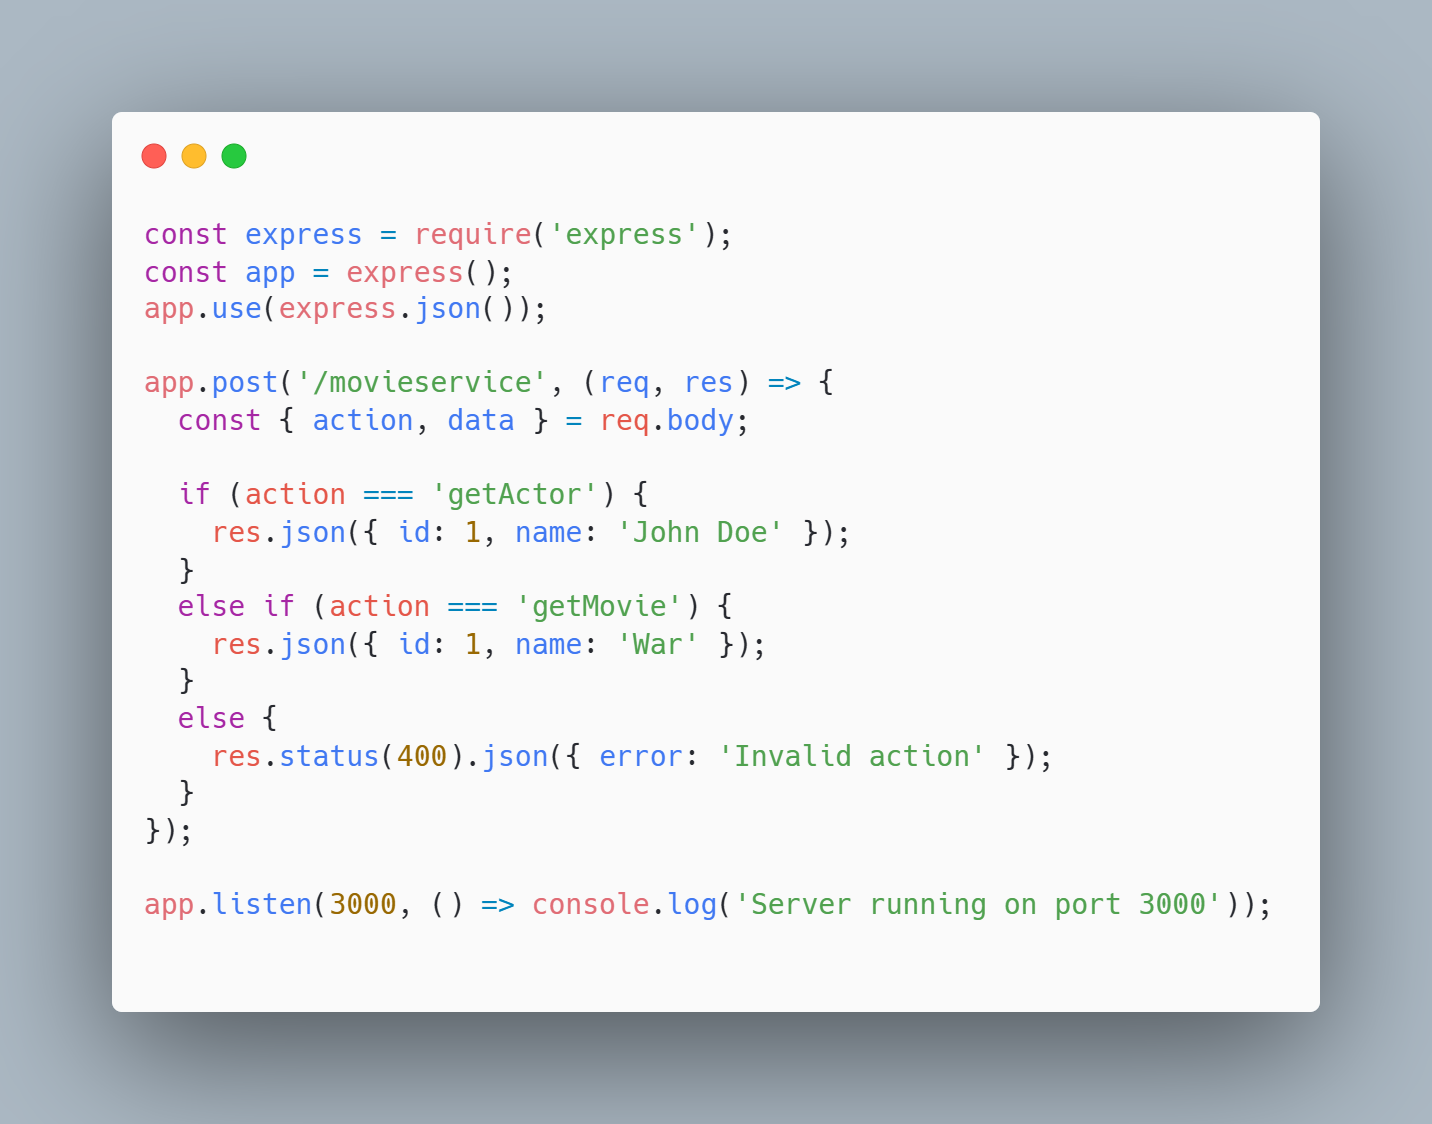 const express = require('express');
const app = express();
app.use(express.json());

app.post('/movieservice', (req, res) => {
  const { action, data } = req.body;

  if (action === 'getActor') {
    res.json({ id: 1, name: 'John Doe' });
  }
  else if (action === 'getMovie') {
    res.json({ id: 1, name: 'War' });
  }
  else {
    res.status(400).json({ error: 'Invalid action' });
  }
});

app.listen(3000, () => console.log('Server running on port 3000'));